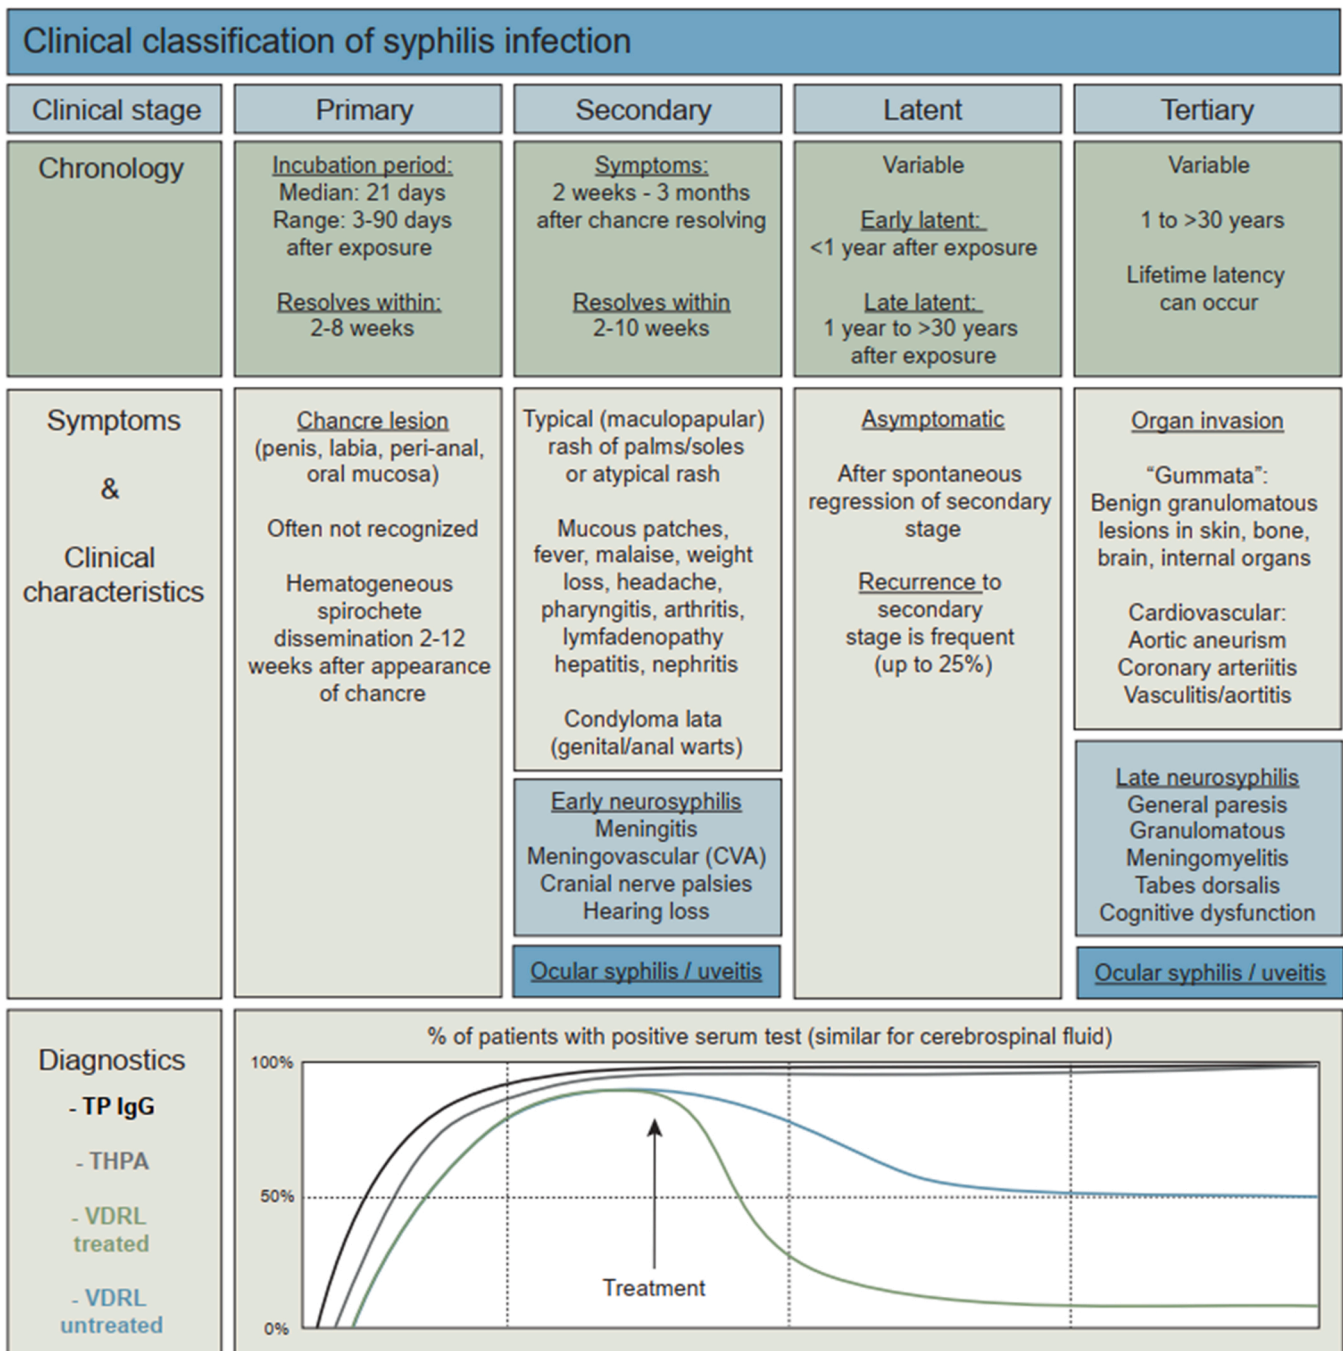 Clinical classification of syphilis infection
Clinical stage
Primary
Secondary
Latent
Tertiary
Chronology
Incubation period:
Median: 21 days
Range: 3-90 days
after exposure
Resolves within:
2-8 weeks
Symptoms:
2 weeks - 3 months
after chancre resolving
Resolves within
2-10 weeks
Variable
Early latent:
<1 year after exposure
Late latent:
1 year to >30 years
after exposure
Variable
1 to >30 years
Lifetime latency
can occur
Symptoms
&
Clinical
characteristics
Chancre lesion
(penis, labia, peri-anal,
oral mucosa)
Often not recognized
Hematogeneous
spirochete
dissemination 2-12
weeks after appearance
of chancre
Typical (maculopapular)
rash of palms/soles
or atypical rash
Mucous patches,
fever, malaise, weight
loss, headache,
pharyngitis, arthritis,
lymfadenopathy
hepatitis, nephritis
Condyloma lata
(genital/anal warts)
Early neurosyphilis
Meningitis
Meningovascular (CVA)
Cranial nerve palsies
Hearing loss
Ocular syphilis / uveitis
Asymptomatic
After spontaneous
regression of secondary
stage
Recurrence to
secondary
stage is frequent
(up to 25%)
Organ invasion
“Gummata”:
Benign granulomatous
lesions in skin, bone,
brain, internal organs
Cardiovascular:
Aortic aneurism
Coronary arteriitis
Vasculitis/aortitis
Late neurosyphilis
General paresis
Granulomatous
Meningomyelitis
Tabes dorsalis
Cognitive dysfunction
Ocular syphilis / uveitis
Diagnostics
- TP IgG
- THPA
- VDRL
treated
- VDRL
untreated
% of patients with positive serum test (similar for cerebrospinal fluid)
100%
50%
0%
Treatment